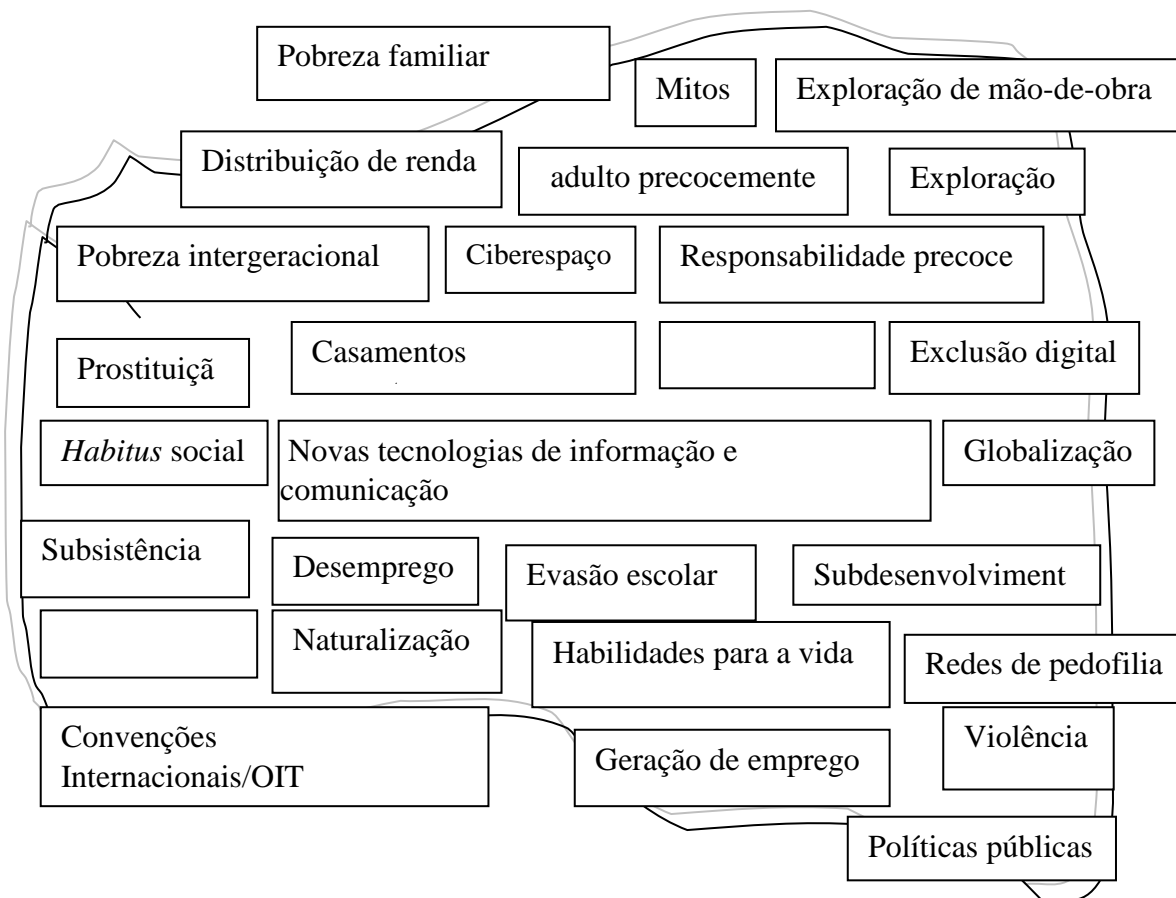 Pobreza familiar
Mitos
Exploração de mão-de-obra
Distribuição de renda
adulto precocemente
Exploração
Pobreza intergeracional
Ciberespaço
Responsabilidade precoce
Prostituiçã
Casamentos
Exclusão digital
Habitus social
Novas tecnologias de informação e
comunicação
Globalização
Subsistência
Desemprego
Evasão escolar
Subdesenvolviment
Naturalização
Habilidades para a vida
Redes de pedofilia
Convenções
Internacionais/OIT
Geração de emprego
Violência
Políticas públicas